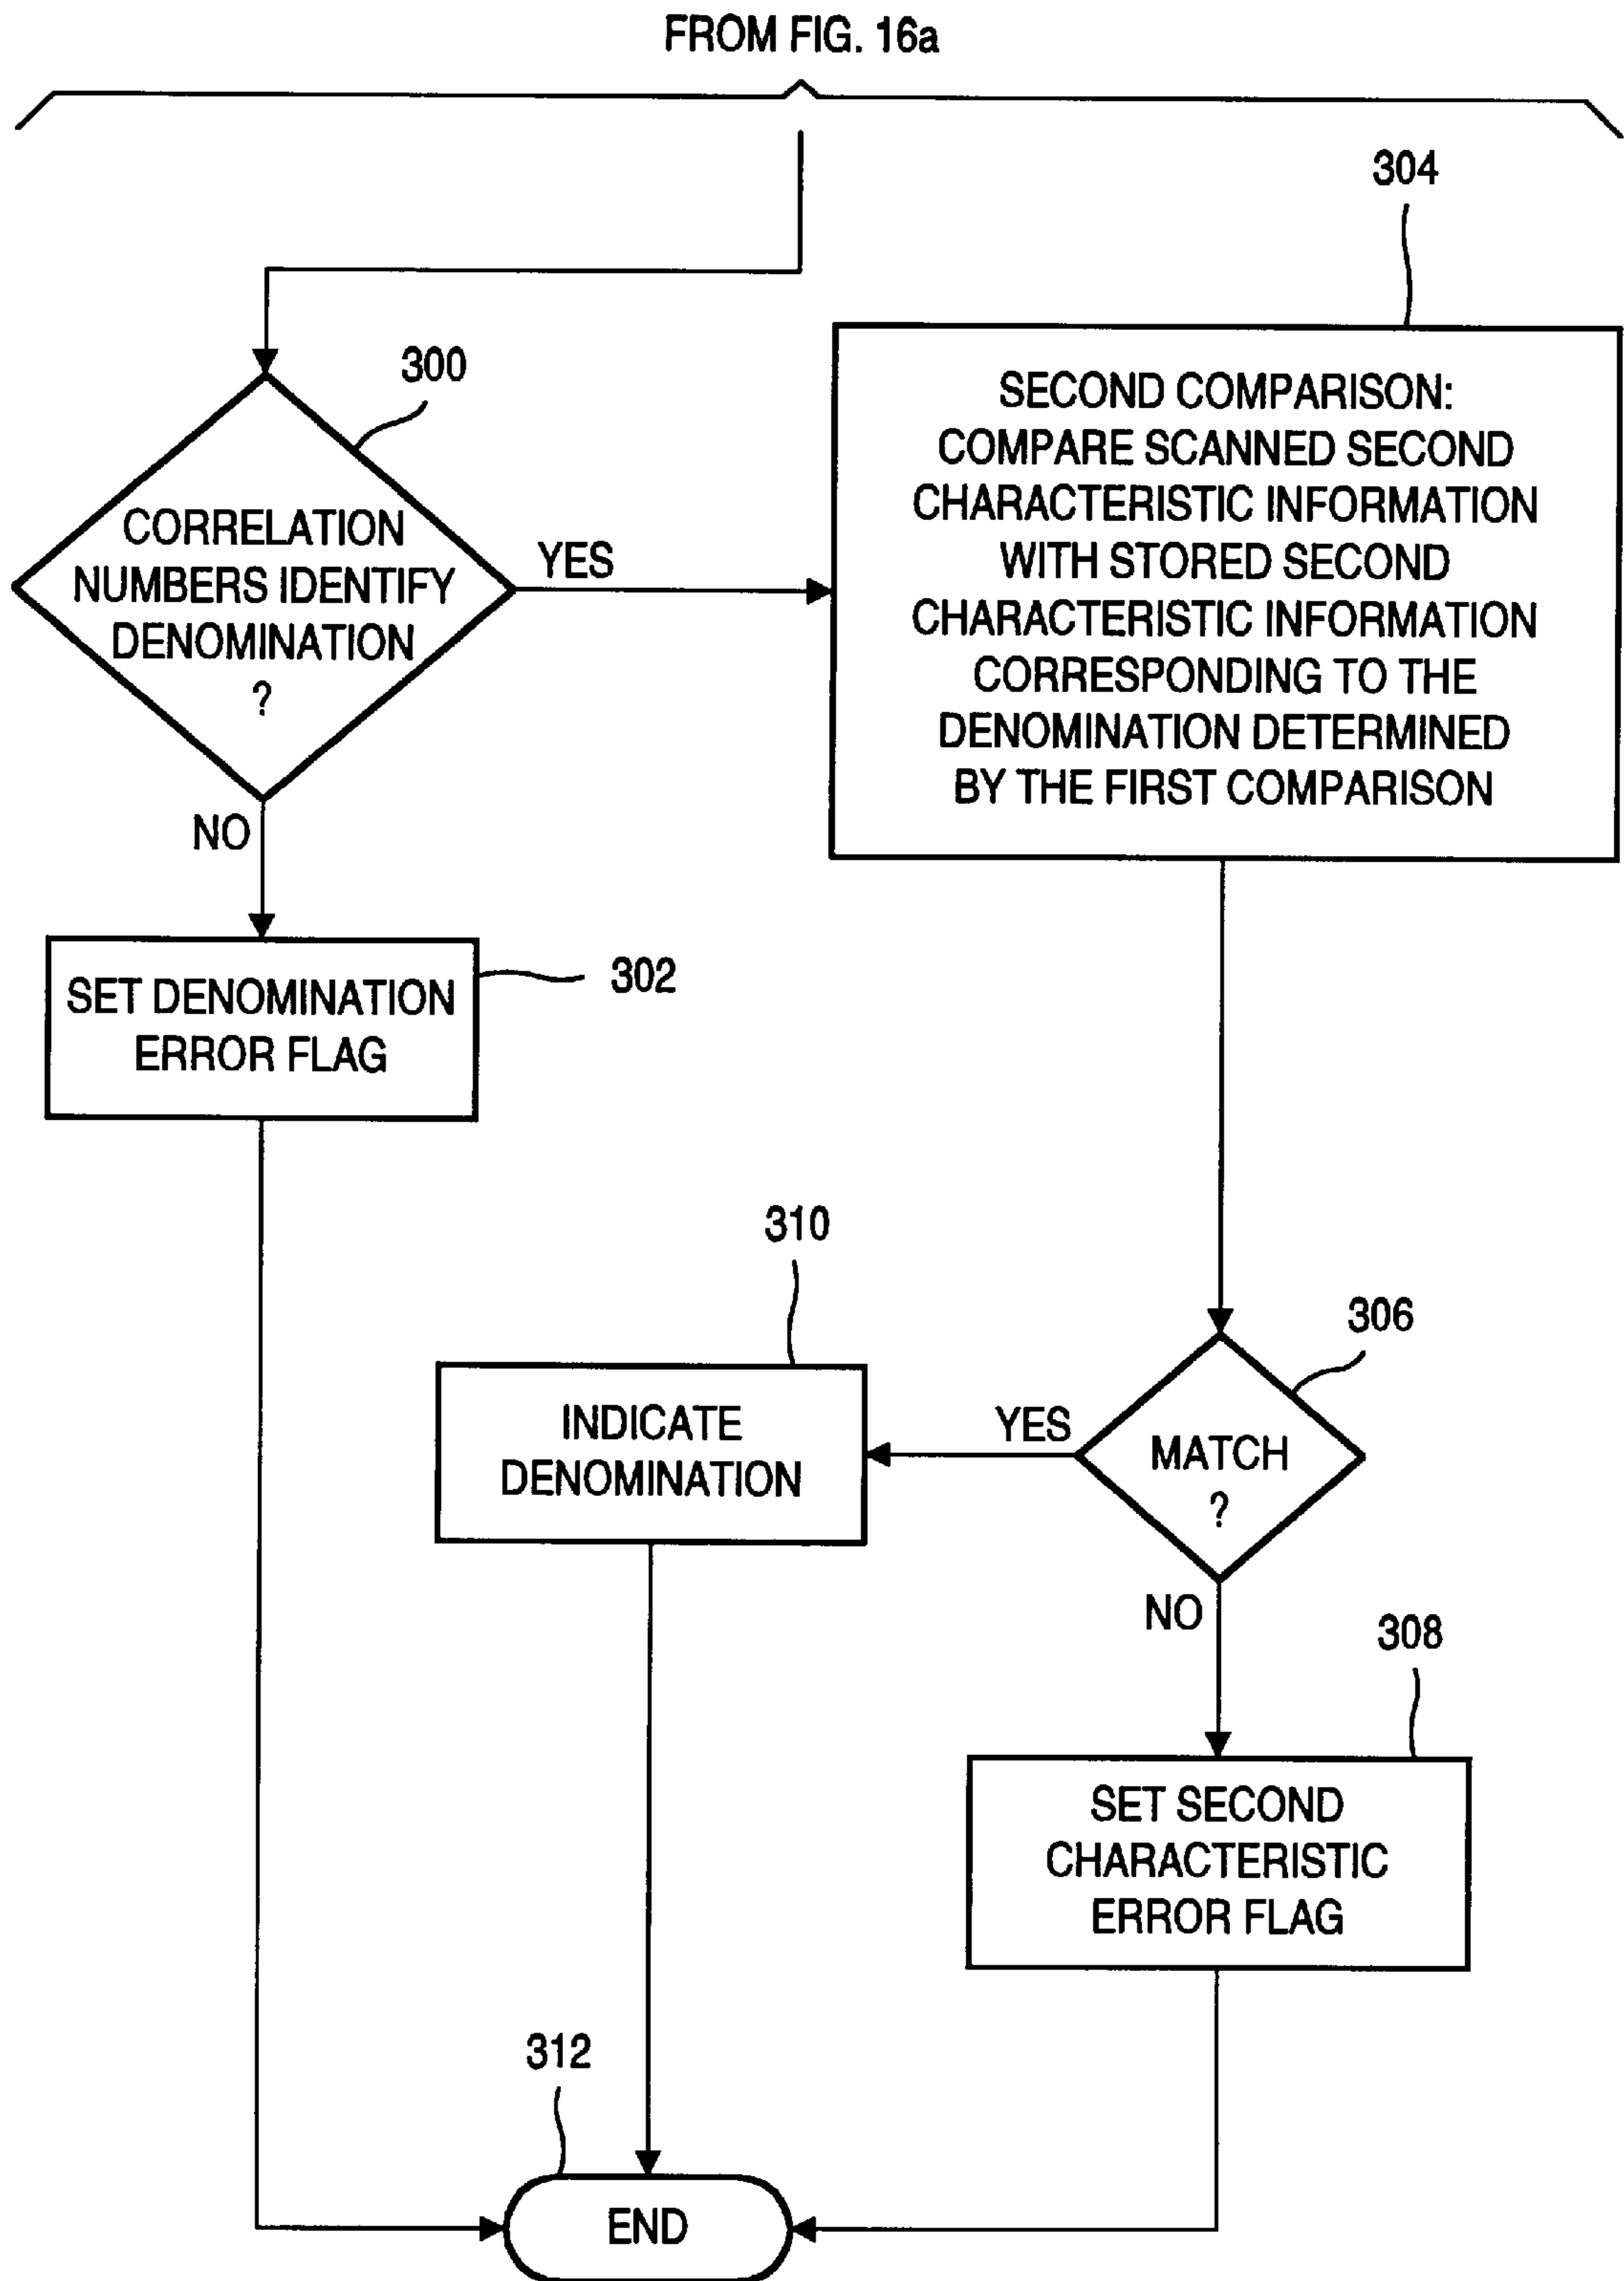 FROM FIG. 16a
304
300
CORRELATION
NUMBERS IDENTIFY
DENOMINATION
?
YES
SECOND COMPARISON:
COMPARE SCANNED SECOND
CHARACTERISTIC INFORMATION
WITH STORED SECOND
CHARACTERISTIC INFORMATION
CORRESPONDING TO THE
DENOMINATION DETERMINED
BY THE FIRST COMPARISON
NO
SET DENOMINATION
ERROR FLAG
302
310
306
INDICATE
DENOMINATION
YES
MATCH
?
NO
308
SET SECOND
CHARACTERISTIC
ERROR FLAG
312
END